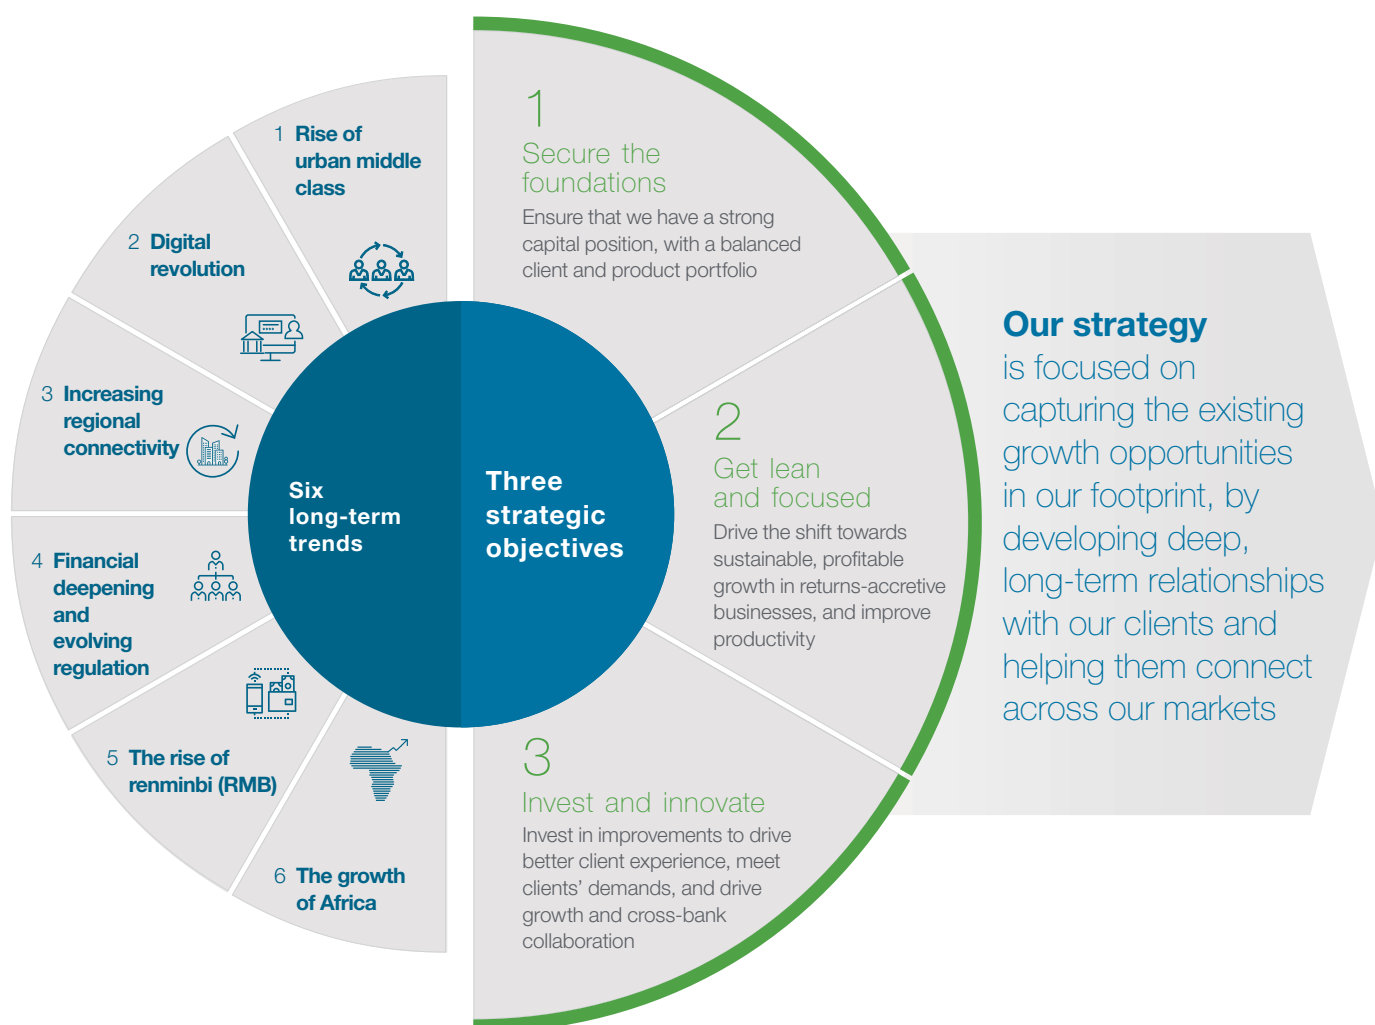 1 Rise of
urban middle
class
2 Digital
revolution
3 Increasing
regional
connectivity
4 Financial
deepening
and
evolving
regulation
5 The rise of
renminbi (RMB)
6 The growth
of Africa
Six
long-term
trends
Three
strategic
objectives
1
Secure the
foundations
Ensure that we have a strong
capital position, with a balanced
client and product portfolio
2
Get lean
and focused
Drive the shift towards
sustainable, profitable
growth in returns-accretive
businesses, and improve
productivity
3
Invest and innovate
Invest in improvements to drive
better client experience, meet
clients’ demands, and drive
growth and cross-bank
collaboration
Our strategy
is focused on
capturing the existing
growth opportunities
in our footprint, by
developing deep,
long-term relationships
with our clients and
helping them connect
across our markets